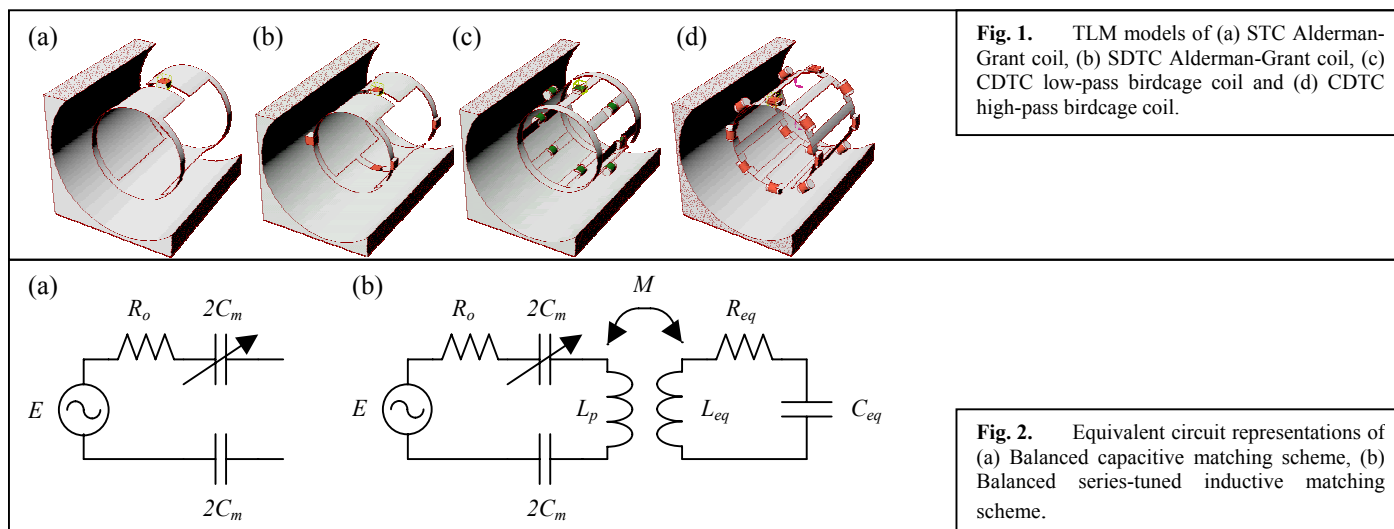 (a) (b) (c) (d)
Fig. 1. TLM models of (a) STC Alderman-
Grant coil, (b) SDTC Alderman-Grant coil, (c)
CDTC low-pass birdcage coil and (d) CDTC
high-pass birdcage coil.
(a) (b)
M
R_o 2C_m R_o 2C_m R_eq
E E L_p L_eq C_eq
2C_m 2C_m
Fig. 2. Equivalent circuit representations of
(a) Balanced capacitive matching scheme, (b)
Balanced series-tuned inductive matching
scheme.